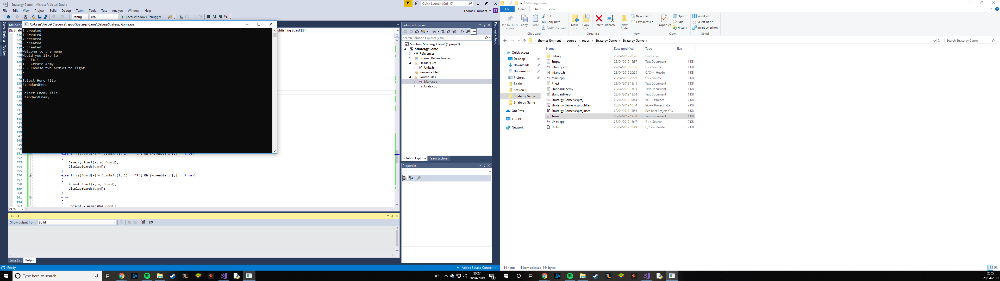 Stratergy Game - Microsoft Visual Studio
Quick Launch (Ctrl+Q)
File Edit View Project Build Debug Team Tools Test Analyze Window Help
Thomas Emment TE
Debug x86 Local Windows Debugger
Main.cpp
C:\Users\FiercePC\source\repos\Stratergy Game\Debug\Stratergy Game.exe
Strate
ght(string Board[][8])
Server Explorer
Toolbox
E created
I created
A created
C created
P created
Welcome to the menu
Would you like to:
0 - Exit
1 - Create Army
2 - Choose two armies to fight:
2
Select Hero file
StandardHero
Select Enemy file
StandardEnemy
324
325
326
327
328
329
330
331
332
333
334
335
336
337
338
339
340
341
342
343
344
345
346
347
348
349
350
351 else if (((Board[x][y]).substr(1, 1) == "C") && (Moveable[x][y] == true))
352 {
353 Cavelry.Start(x, y, Board);
354 DisplayBoard(Board);
355 }
356 else if (((Board[x][y]).substr(1, 1) == "P") && (Moveable[x][y] == true))
357 {
358 Priest.Start(x, y, Board);
359 DisplayBoard(Board);
360 }
361 else
362 {
363 Present = ArmiesUp(Board);
99 %
Output
Show output from: Build
Error List Output
Ready
Add to Source Control
Solution Explorer
Search Solution Explorer (Ctrl+;)
Solution 'Stratergy Game' (1 project)
Stratergy Game
References
External Dependencies
Header Files
Units.h
Resource Files
Source Files
Main.cpp
Units.cpp
Solution Explorer Team Explorer
Properties
Diagnostic Tools
Type here to search
20:27
28/04/2019
1
Stratergy Game
File Home Share View
Pin to Quick access
Copy
Paste
Cut
Copy path
Paste shortcut
Clipboard
Move to
Copy to
Delete
Rename
Organise
New folder
New item
Easy access
New
Properties
Open
Edit
History
Open
Select all
Select none
Invert selection
Select
thomas Emment source repos Stratergy Game Stratergy Game
Search Stratergy Game
Quick access
Desktop
Downloads
Documents
Pictures
Books
Session10
Stratergy Game
Stratergy Game
OneDrive
This PC
Network
Name Date modified Type Size
Debug 28/04/2019 20:26 File folder
Empty 22/04/2019 15:37 Text Document 1 KB
Infantry.cpp 27/04/2019 16:16 C++ Source 1 KB
Infantry.h 23/04/2019 20:23 C/C++ Header 1 KB
Main.cpp 28/04/2019 20:26 C++ Source 9 KB
Priest 28/04/2019 18:45 Text Document 1 KB
StandardEnemy 28/04/2019 15:15 Text Document 1 KB
StandardHero 28/04/2019 13:04 Text Document 1 KB
Stratergy Game.vcxproj 28/04/2019 10:44 VC++ Project 7 KB
Stratergy Game.vcxproj.filters 28/04/2019 10:44 VC++ Project Filte... 2 KB
Stratergy Game.vcxproj.user 22/04/2019 13:54 Per-User Project O... 1 KB
Toms 28/04/2019 19:08 Text Document 1 KB
Units.cpp 28/04/2019 18:47 C++ Source 10 KB
Units.h 28/04/2019 18:49 C/C++ Header 2 KB
14 items 1 item selected 144 bytes
20:27
28/04/2019